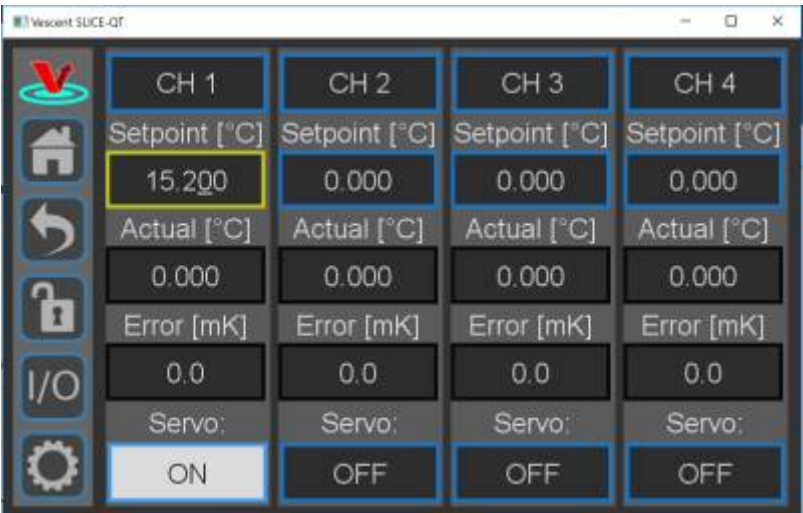 Vescent SLICE-QT
CH 1 CH 2 CH 3 CH 4
Setpoint [°C] Setpoint [°C] Setpoint [°C] Setpoint [°C]
15.200 0.000 0.000 0.000
Actual [°C] Actual [°C] Actual [°C] Actual [°C]
0.000 0.000 0.000 0.000
Error [mK] Error [mK] Error [mK] Error [mK]
I/O 0.0 0.0 0.0 0.0
Servo: Servo: Servo: Servo:
ON OFF OFF OFF